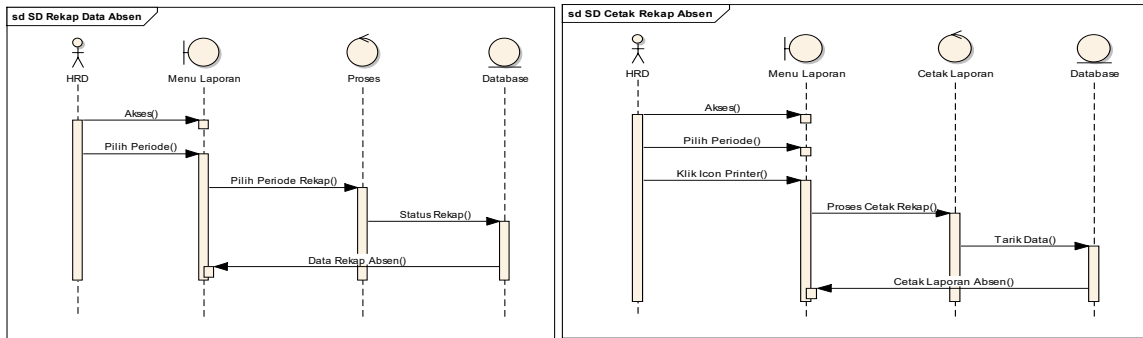 sd SD Rekap Data Absen
HRD
Menu Laporan
Proses
Database
Akses()
Pilih Periode()
Pilih Periode Rekap()
Status Rekap()
Data Rekap Absen()
sd SD Cetak Rekap Absen
HRD
Menu Laporan
Cetak Laporan
Database
Akses()
Pilih Periode()
Klik Icon Printer()
Proses Cetak Rekap()
Tarik Data()
Cetak Laporan Absen()